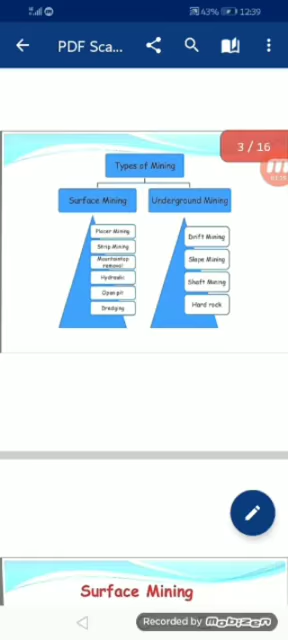 43% 12:39
PDF Sca...
3 / 16
Types of Mining
Surface Mining
Underground Mining
Placer Mining
Strip Mining
Mountaintop
removal
Hydraulic
Open pit
Dredging
Drift Mining
Slope Mining
Shaft Mining
Hard rock
Surface Mining
Recorded by mobizen